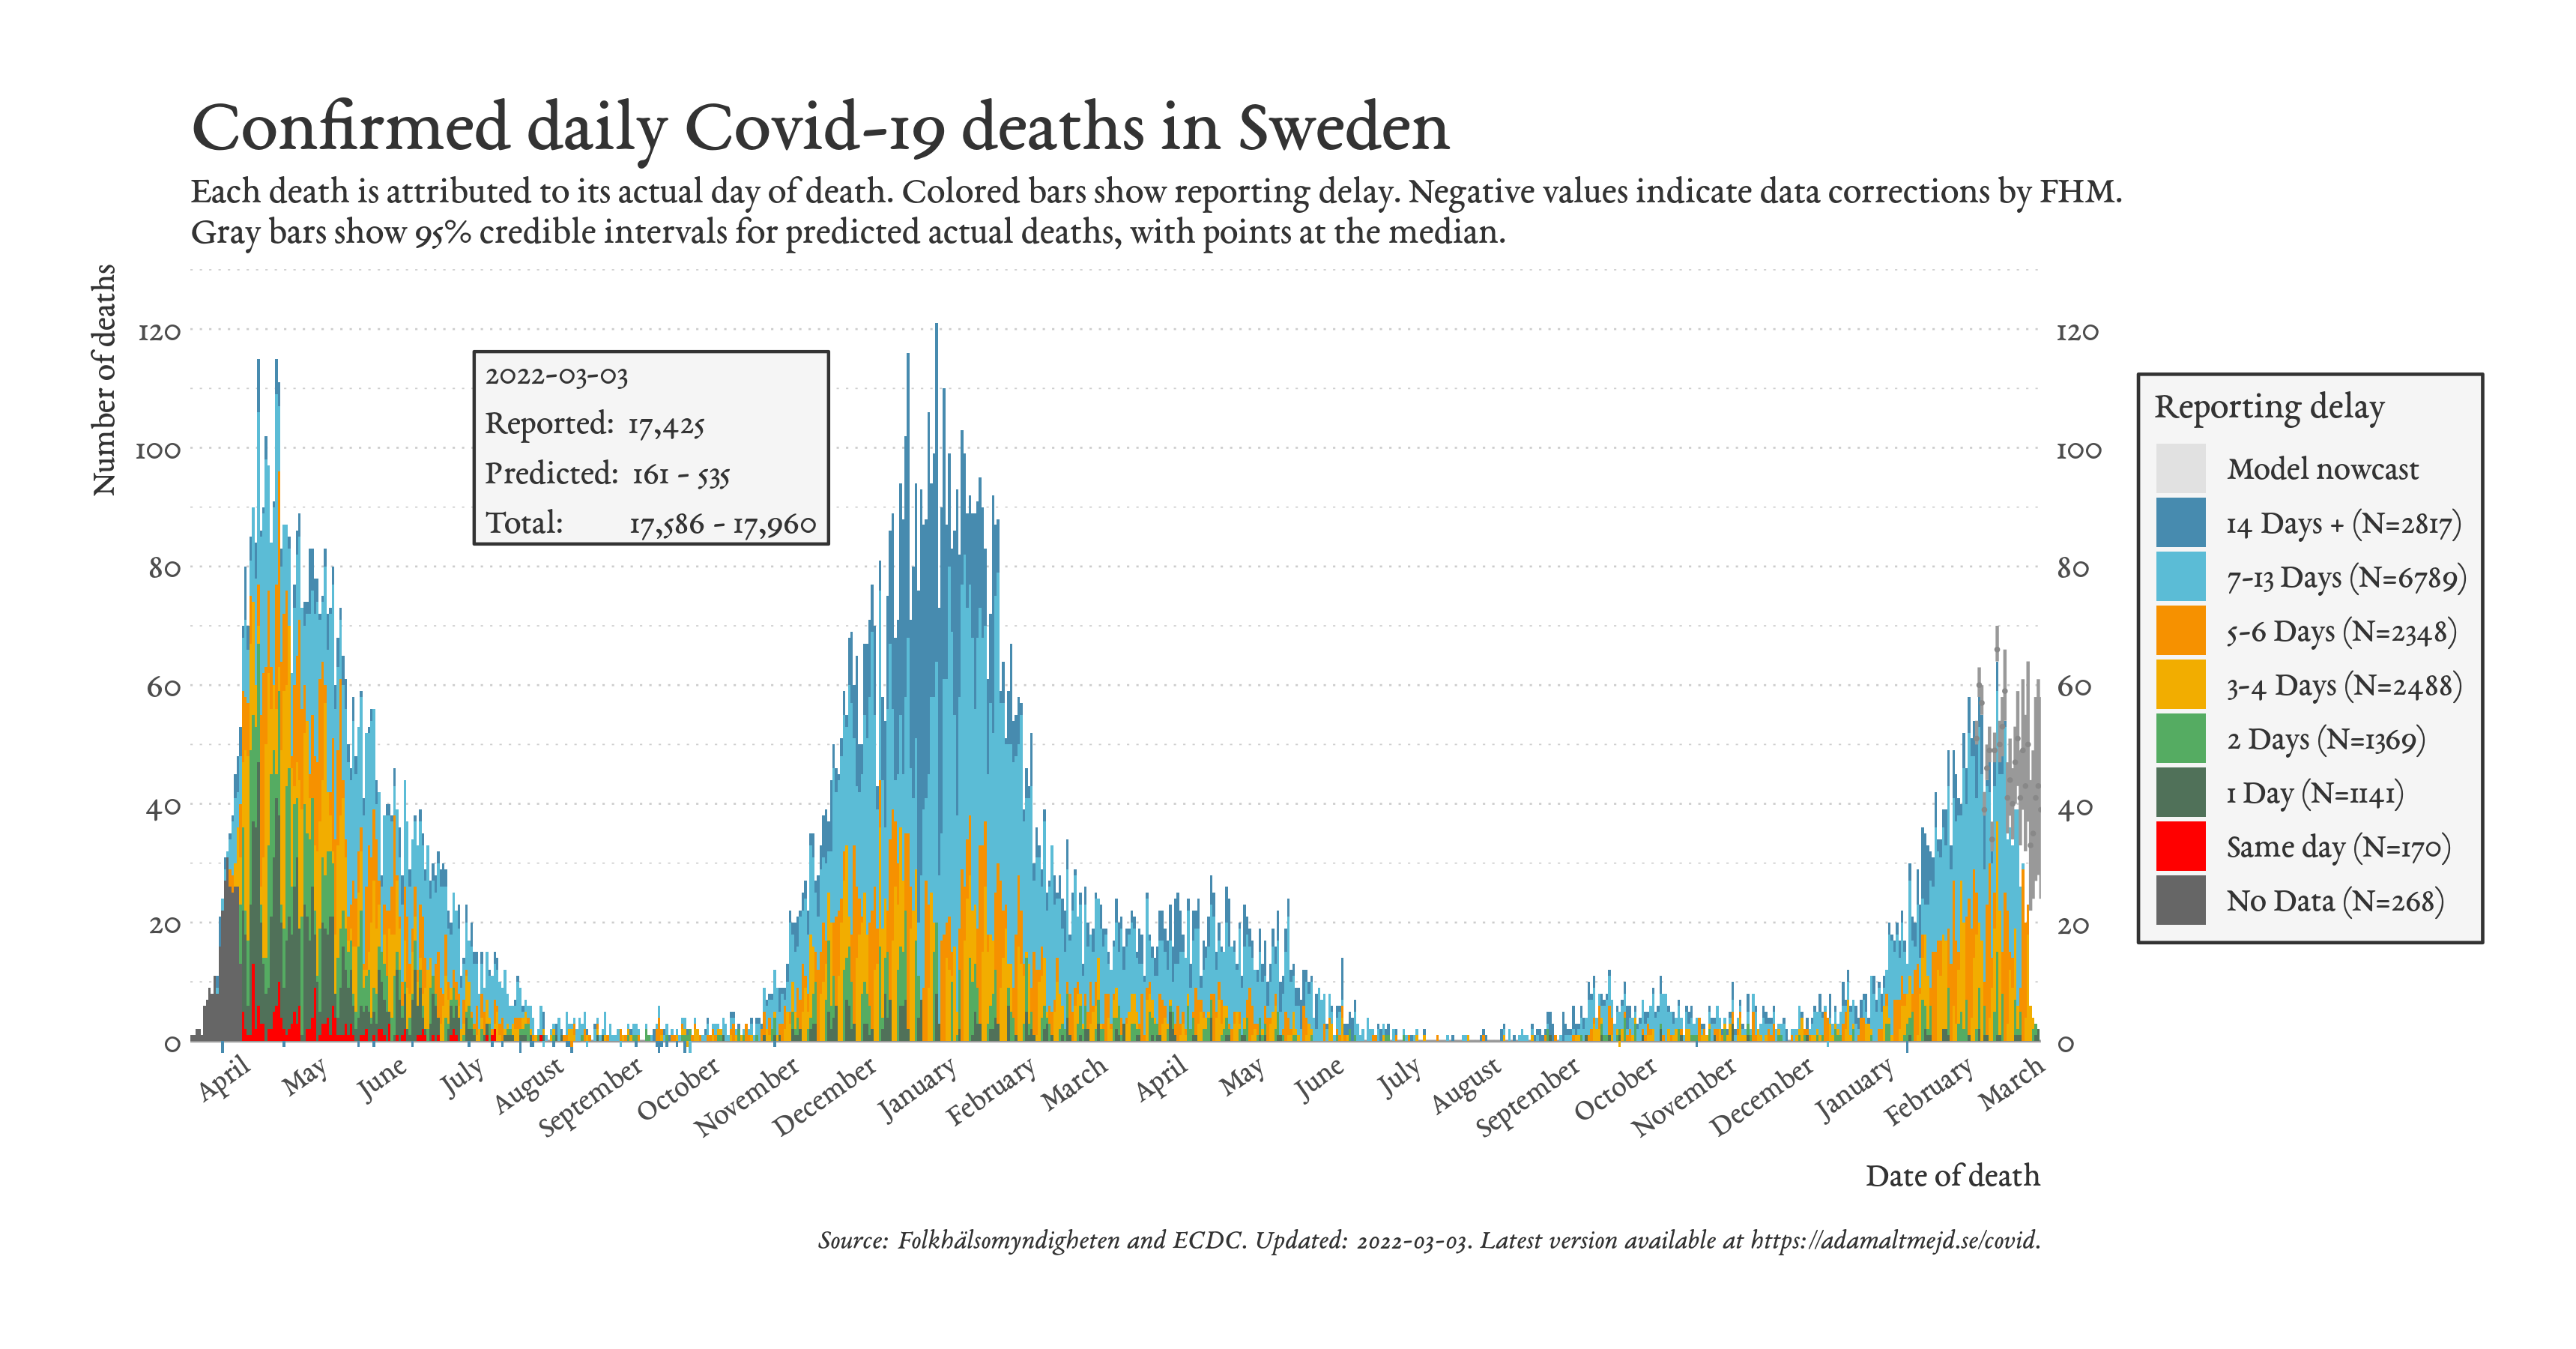 Confirmed daily Covid-19 deaths in Sweden
Each death is attributed to its actual day of death. Colored bars show reporting delay. Negative values indicate data corrections by FHM.
Gray bars show 95% credible intervals for predicted actual deaths, with points at the median.
Number of deaths
120
100
80
60
40
20
0
2022-03-03
Reported: 17,425
Predicted: 161 - 535
Total: 17,586 - 17,960
120
100
80
60
40
20
0
Reporting delay
Model nowcast
14 Days + (N=2817)
7-13 Days (N=6789)
5-6 Days (N=2348)
3-4 Days (N=2488)
2 Days (N=1369)
1 Day (N=1141)
Same day (N=170)
No Data (N=268)
April
May
June
July
August
September
October
November
December
January
February
March
April
May
June
July
August
September
October
November
December
January
February
March
Date of death
Source: Folkhälsomyndigheten and ECDC. Updated: 2022-03-03. Latest version available at https://adamaltmejd.se/covid.